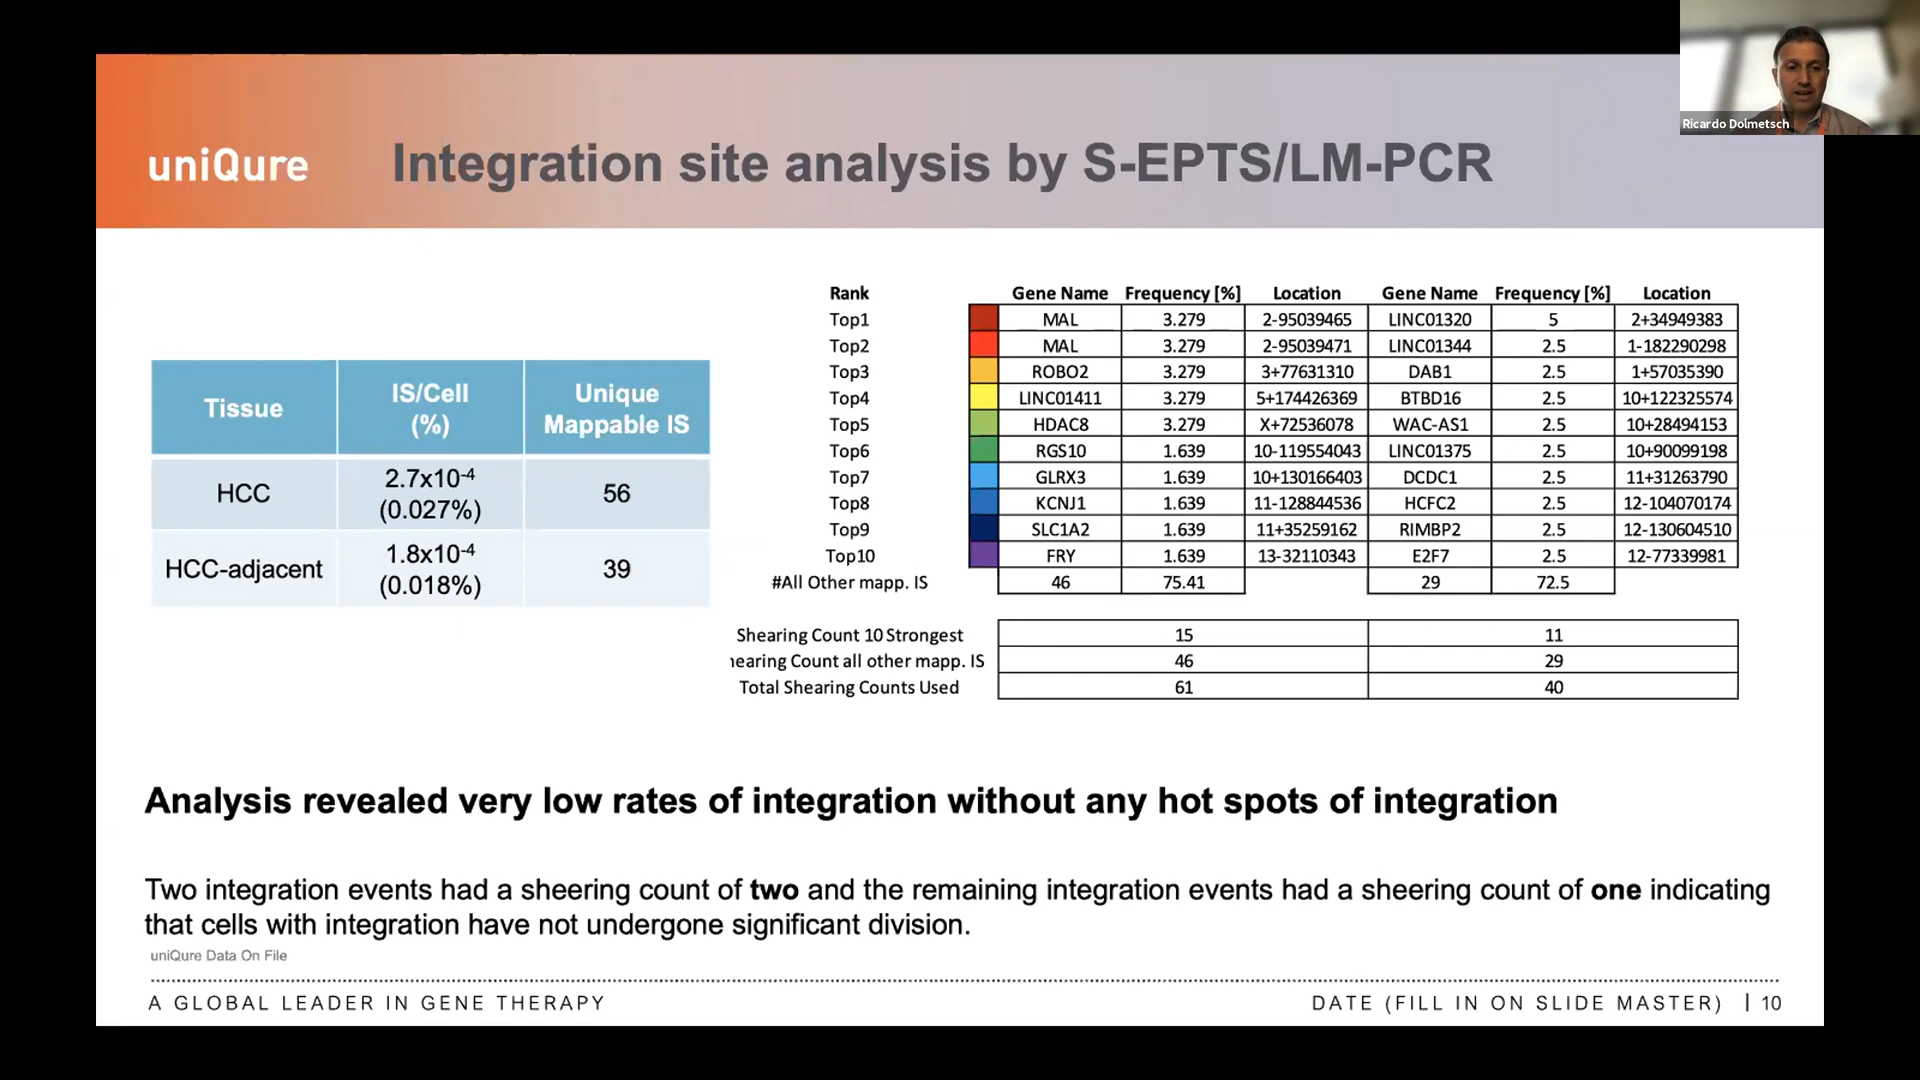 Ricardo Dolmetsch
uniQure
Integration site analysis by S-EPTS/LM-PCR
Tissue IS/Cell (%) Unique Mappable IS
HCC 2.7x10-4 (0.027%) 56
HCC-adjacent 1.8x10-4 (0.018%) 39
Rank Gene Name Frequency [%] Location Gene Name Frequency [%] Location
Top1 MAL 3.279 2-95039465 LINC01320 5 2+34949383
Top2 MAL 3.279 2-95039471 LINC01344 2.5 1-182290298
Top3 ROBO2 3.279 3+77631310 DAB1 2.5 1+57035390
Top4 LINC01411 3.279 5+174426369 BTBD16 2.5 10+122325574
Top5 HDAC8 3.279 X+72536078 WAC-AS1 2.5 10+28494153
Top6 RGS10 1.639 10-119554043 LINC01375 2.5 10+90099198
Top7 GLRX3 1.639 10+130166403 DCDC1 2.5 11+31263790
Top8 KCNJ1 1.639 11-128844536 HCFC2 2.5 12-104070174
Top9 SLC1A2 1.639 11+35259162 RIMBP2 2.5 12-130604510
Top10 FRY 1.639 13-32110343 E2F7 2.5 12-77339981
#All Other mapp. IS 46 75.41 29 72.5
Shearing Count 10 Strongest 15 11
hearing Count all other mapp. IS 46 29
Total Shearing Counts Used 61 40
Analysis revealed very low rates of integration without any hot spots of integration
Two integration events had a sheering count of two and the remaining integration events had a sheering count of one indicating
that cells with integration have not undergone significant division.
uniQure Data On File
A GLOBAL LEADER IN GENE THERAPY
DATE (FILL IN ON SLIDE MASTER) | 10